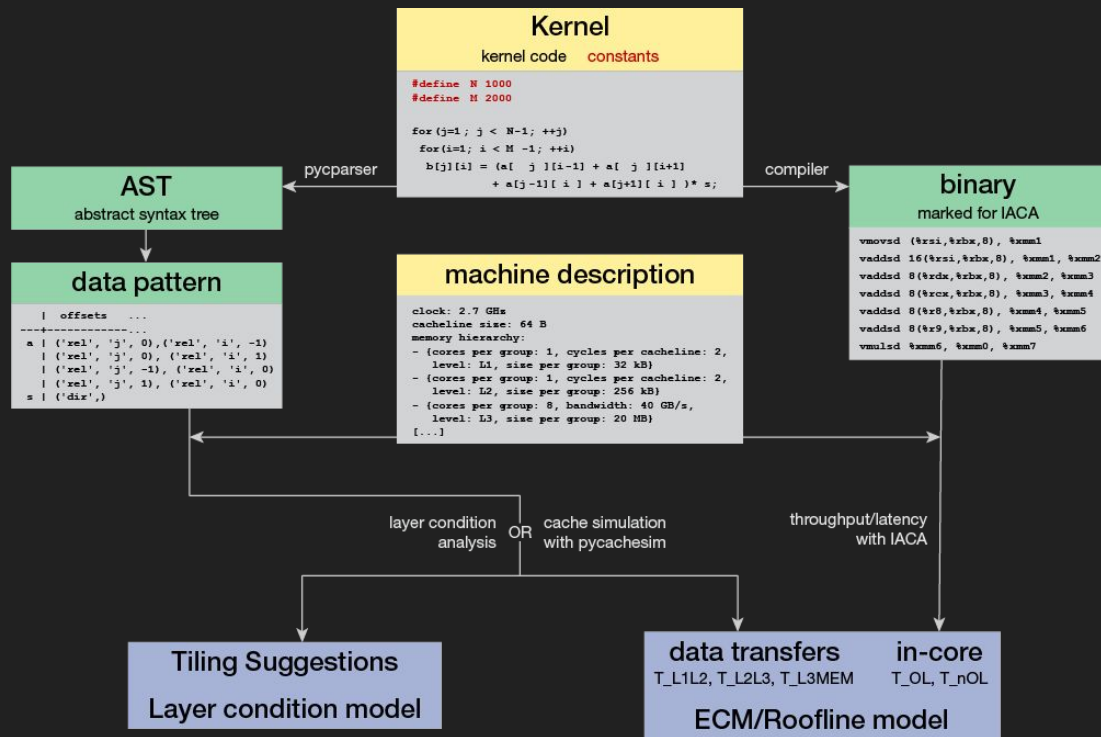 Kernel
kernel code constants
#define N 1000
#define M 2000
for(j=1; j < N-1; ++j)
for(i=1; i < M -1; ++i)
b[j][i] = (a[ j ][i-1] + a[ j ][i+1]
+ a[j-1][ i ] + a[j+1][ i ] )* s;
pycparser
compiler
AST
abstract syntax tree
binary
marked for IACA
vmovsd (%rsi,%rbx,8), %xmm1
vaddsd 16(%rsi,%rbx,8), %xmm1, %xmm2
vaddsd 8(%rdx,%rbx,8), %xmm2, %xmm3
vaddsd 8(%rcx,%rbx,8), %xmm3, %xmm4
vaddsd 8(%r8,%rbx,8), %xmm4, %xmm5
vaddsd 8(%r9,%rbx,8), %xmm5, %xmm6
vmulsd %xmm6, %xmm0, %xmm7
data pattern
| offsets ...
---+------------...
a | ('rel', 'j', 0),('rel', 'i', -1)
| ('rel', 'j', 0), ('rel', 'i', 1)
| ('rel', 'j', -1), ('rel', 'i', 0)
| ('rel', 'j', 1), ('rel', 'i', 0)
s | ('dir',)
machine description
clock: 2.7 GHz
cacheline size: 64 B
memory hierarchy:
- {cores per group: 1, cycles per cacheline: 2,
level: L1, size per group: 32 kB}
- {cores per group: 1, cycles per cacheline: 2,
level: L2, size per group: 256 kB}
- {cores per group: 8, bandwidth: 40 GB/s,
level: L3, size per group: 20 MB}
[...]
layer condition
analysis
OR
cache simulation
with pycachesim
throughput/latency
with IACA
Tiling Suggestions
Layer condition model
data transfers
T_L1L2, T_L2L3, T_L3MEM
in-core
T_OL, T_nOL
ECM/Roofline model